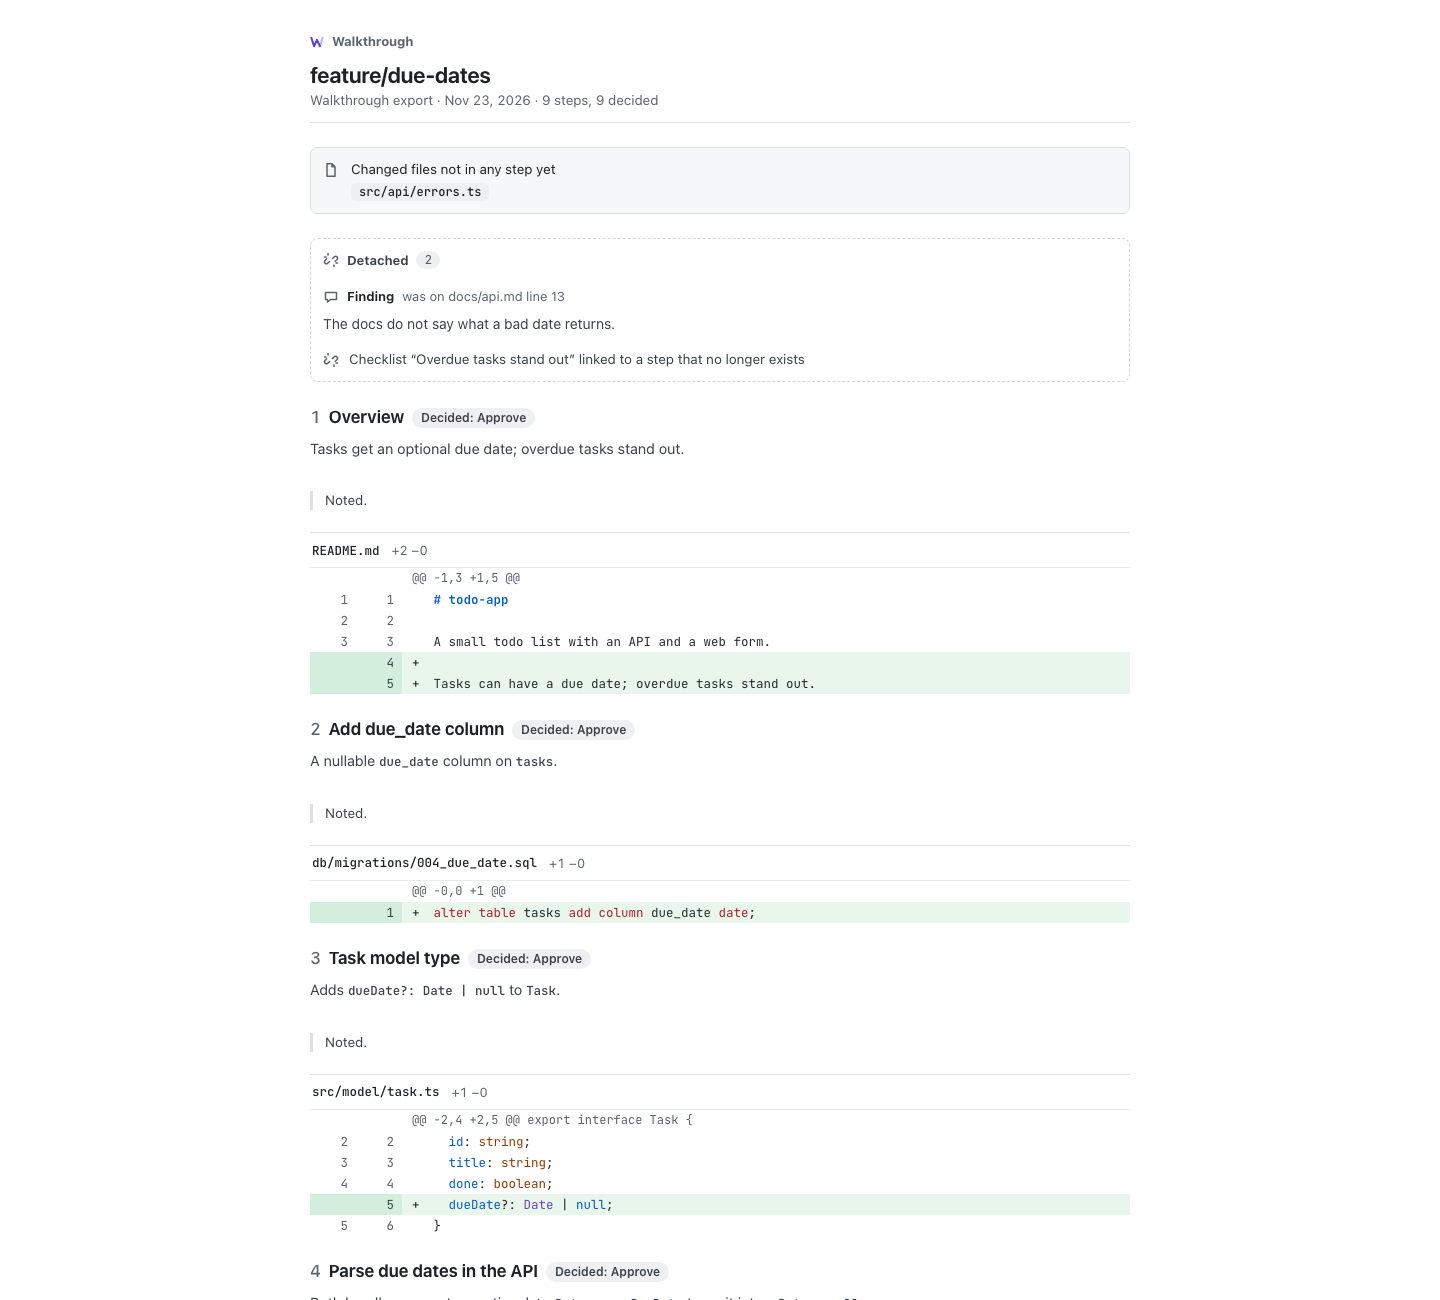 Walkthrough
feature/due-dates
Walkthrough export · Nov 23, 2026 · 9 steps, 9 decided
Changed files not in any step yet
src/api/errors.ts
Detached 2
Finding was on docs/api.md line 13
The docs do not say what a bad date returns.
Checklist “Overdue tasks stand out” linked to a step that no longer exists
1 Overview Decided: Approve
Tasks get an optional due date; overdue tasks stand out.
Noted.
README.md +2 −0
@@ -1,3 +1,5 @@
1 1 # todo-app
2 2
3 3 A small todo list with an API and a web form.
4 +
5 + Tasks can have a due date; overdue tasks stand out.
2 Add due_date column Decided: Approve
A nullable due_date column on tasks.
Noted.
db/migrations/004_due_date.sql +1 −0
@@ -0,0 +1 @@
1 + alter table tasks add column due_date date;
3 Task model type Decided: Approve
Adds dueDate?: Date | null to Task.
Noted.
src/model/task.ts +1 −0
@@ -2,4 +2,5 @@ export interface Task {
2 2 id: string;
3 3 title: string;
4 4 done: boolean;
5 + dueDate?: Date | null;
5 6 }
4 Parse due dates in the API Decided: Approve